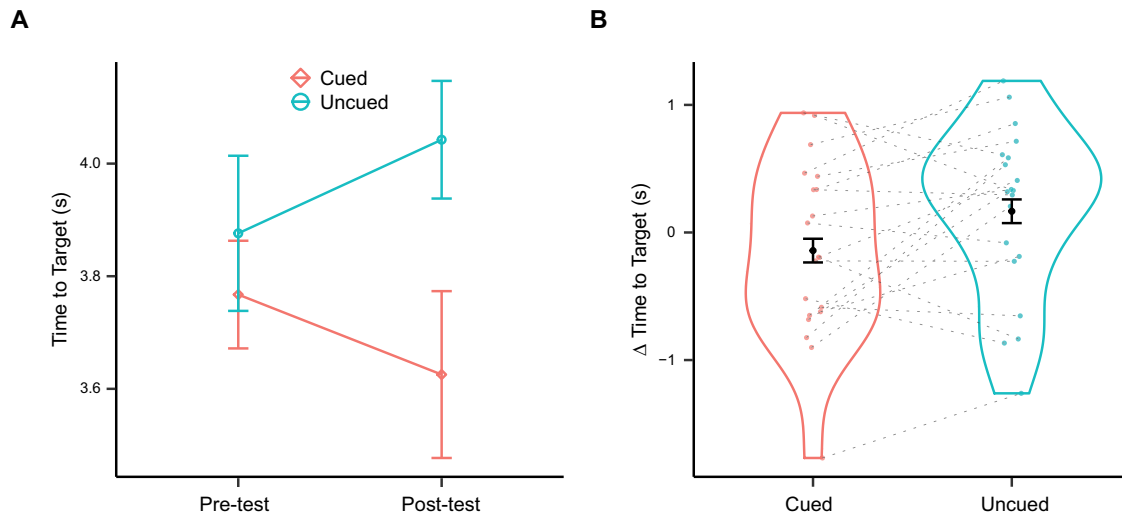 A
Time to Target (s)
Cued
Uncued
4.0
3.8
3.6
Pre-test
Post-test
B
Δ Time to Target (s)
1
0
−1
Cued
Uncued